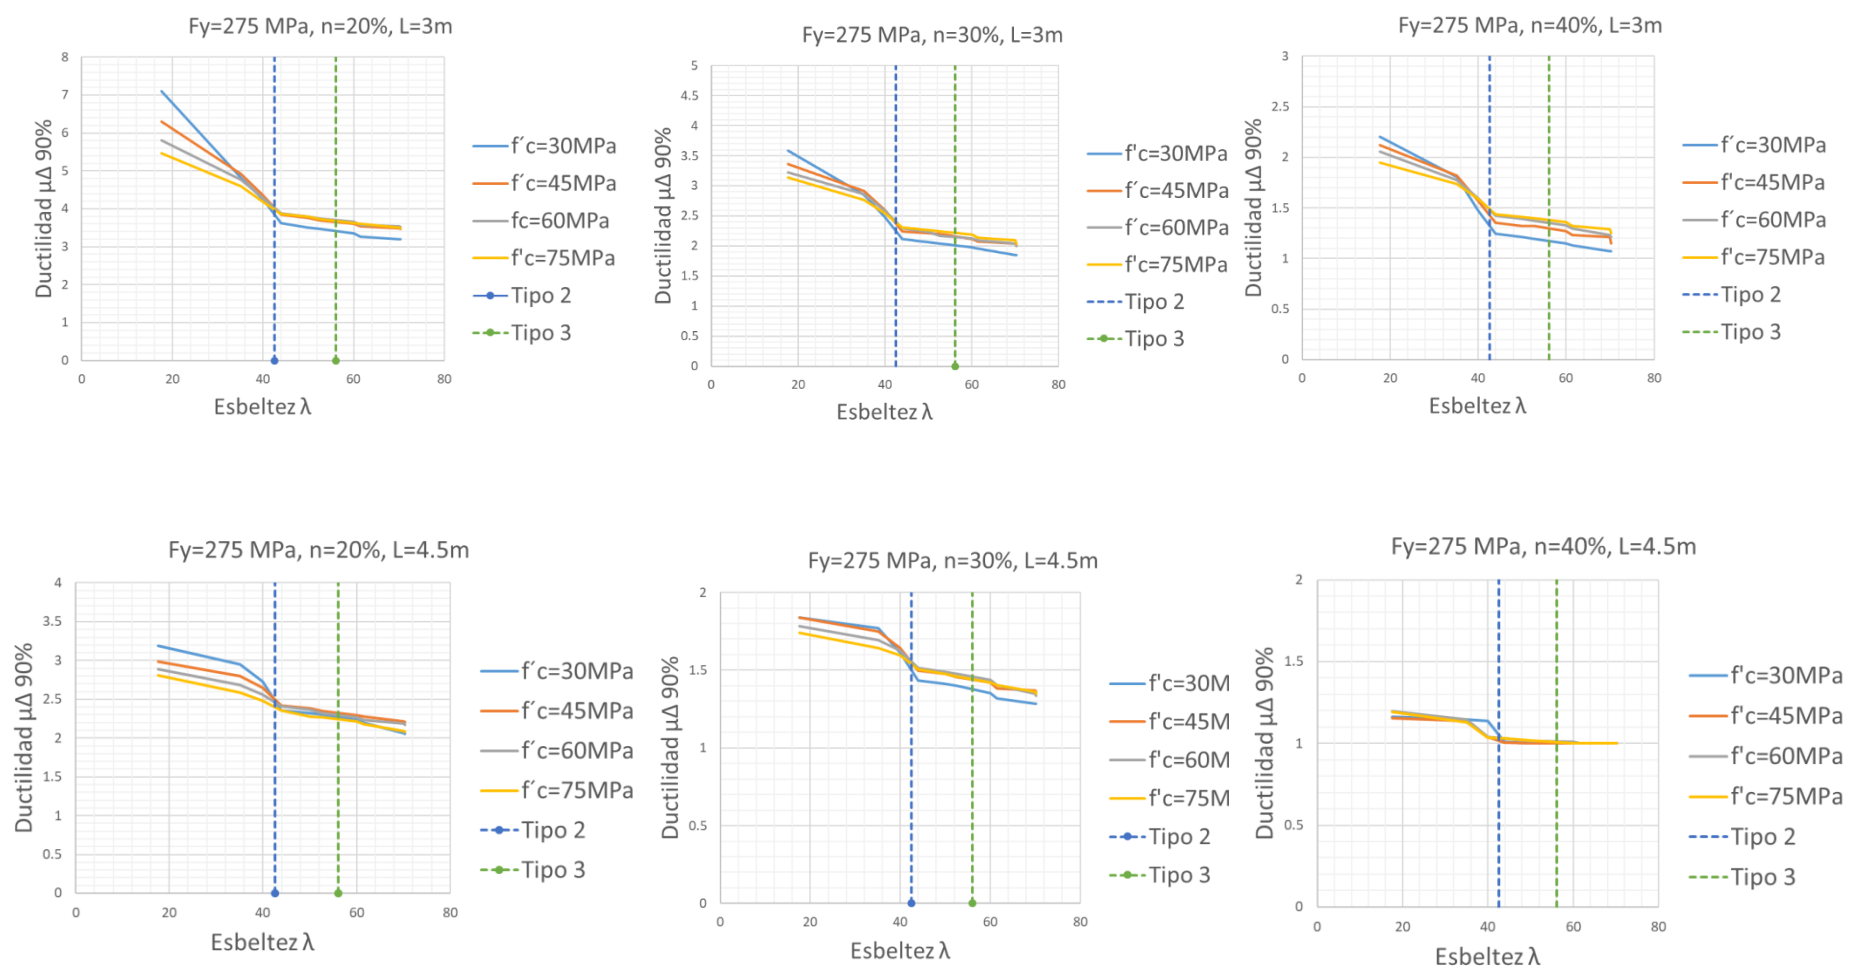 Fy=275 MPa, n=20%, L=3m
Ductilidad µΔ 90%
8
7
6
5
4
3
2
1
0
0 20 40 60 80
Esbeltez λ
f´c=30MPa
f´c=45MPa
fc=60MPa
f'c=75MPa
Tipo 2
Tipo 3
Fy=275 MPa, n=30%, L=3m
Ductilidad µΔ 90%
5
4.5
4
3.5
3
2.5
2
1.5
1
0.5
0
0 20 40 60 80
Esbeltez λ
f'c=30MPa
f´c=45MPa
f´c=60MPa
f'c=75MPa
Tipo 2
Tipo 3
Fy=275 MPa, n=40%, L=3m
Ductilidad µΔ 90%
3
2.5
2
1.5
1
0.5
0
0 20 40 60 80
Esbeltez λ
f´c=30MPa
f'c=45MPa
f´c=60MPa
f'c=75MPa
Tipo 2
Tipo 3
Fy=275 MPa, n=20%, L=4.5m
Ductilidad µΔ 90%
4
3.5
3
2.5
2
1.5
1
0.5
0
0 20 40 60 80
Esbeltez λ
f´c=30MPa
f´c=45MPa
f´c=60MPa
f´c=75MPa
Tipo 2
Tipo 3
Fy=275 MPa, n=30%, L=4.5m
Ductilidad µΔ 90%
2
1.5
1
0.5
0
0 20 40 60 80
Esbeltez λ
f'c=30M
f'c=45M
f'c=60M
f'c=75M
Tipo 2
Tipo 3
Fy=275 MPa, n=40%, L=4.5m
Ductilidad µΔ 90%
2
1.5
1
0.5
0
0 20 40 60 80
Esbeltez λ
f'c=30MPa
f'c=45MPa
f'c=60MPa
f'c=75MPa
Tipo 2
Tipo 3